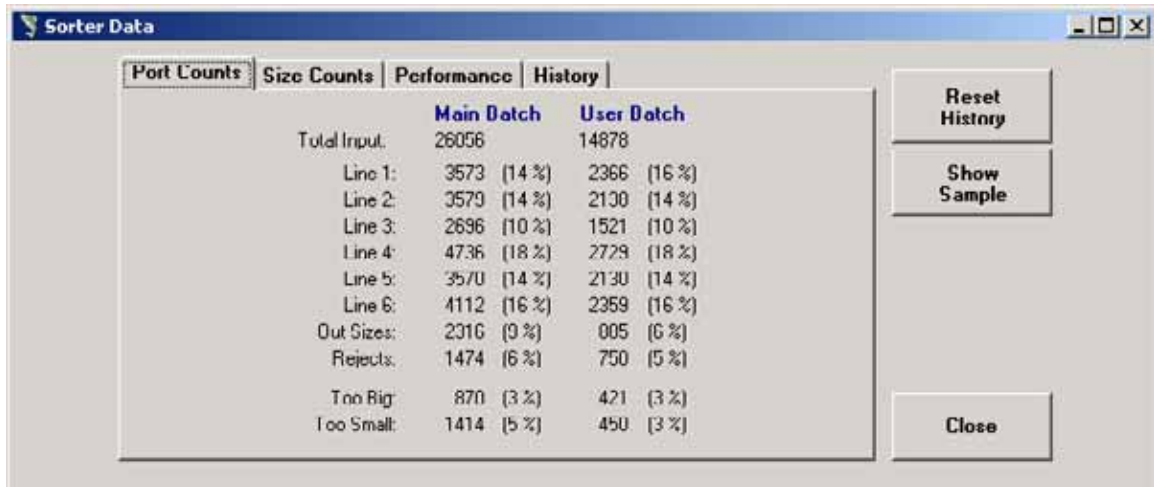 Sorter Data
Port Counts Size Counts Performance History
Main Batch User Batch
Total Input: 26056 14878
Line 1: 3573 (14 %) 2366 (16 %)
Line 2: 3579 (14 %) 2138 (14 %)
Line 3: 2696 (10 %) 1521 (10 %)
Line 4: 4736 (18 %) 2729 (18 %)
Line 5: 3570 (14 %) 2130 (14 %)
Line 6: 4112 (16 %) 2359 (16 %)
Out Sizes: 2316 (9 %) 885 (6 %)
Rejects: 1474 (6 %) 750 (5 %)
Too Big: 870 (3 %) 421 (3 %)
Too Small: 1414 (5 %) 450 (3 %)
Reset
History
Show
Sample
Close